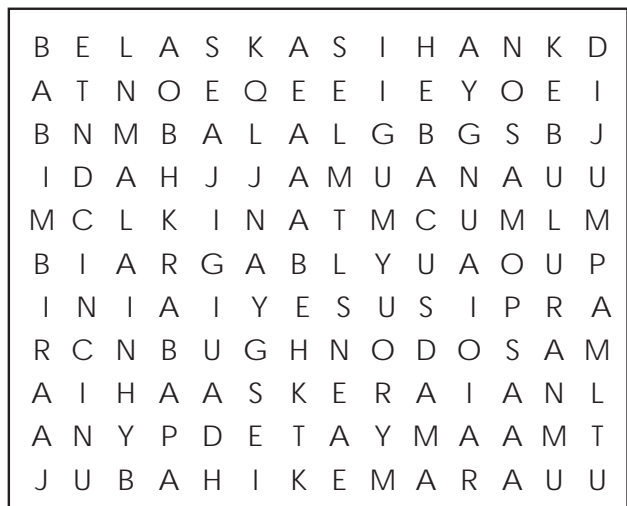 B E L A S K A S I H A N K D
A T N O E Q E E I E Y O E I
B N M B A L A L G B G S B J
I D A H J J A M U A N A U U
M C L K I N A T M C U M L M
B I A R G A B L Y U A O U P
I N I A I Y E S U S I P R A
R C N B U G H N O D O S A M
A I H A A S K E R A I A N L
A N Y P D E T A Y M A A M T
J U B A H I K E M A R A U U